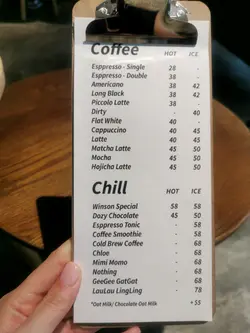 Coffee HOT ICE
Esppresso - Single 28 -
Esppresso - Double 38 -
Americano 38 42
Long Black 38 42
Piccolo Latte 38 -
Dirty - 40
Flat White 40 -
Cappuccino 40 45
Latte 40 45
Matcha Latte 45 50
Mocha 45 50
Hojicha Latte 45 50
Chill HOT ICE
Winson Special 58 58
Dozy Chocolate 45 50
Espresso Tonic - 58
Coffee Smoothie - 58
Cold Brew Coffee - 68
Chloe - 68
Mimi Momo - 68
Nothing - 68
GeeGee GatGat - 68
LauLau LingLing - 78
*Oat Milk/ Chocolate Oat Milk +$5